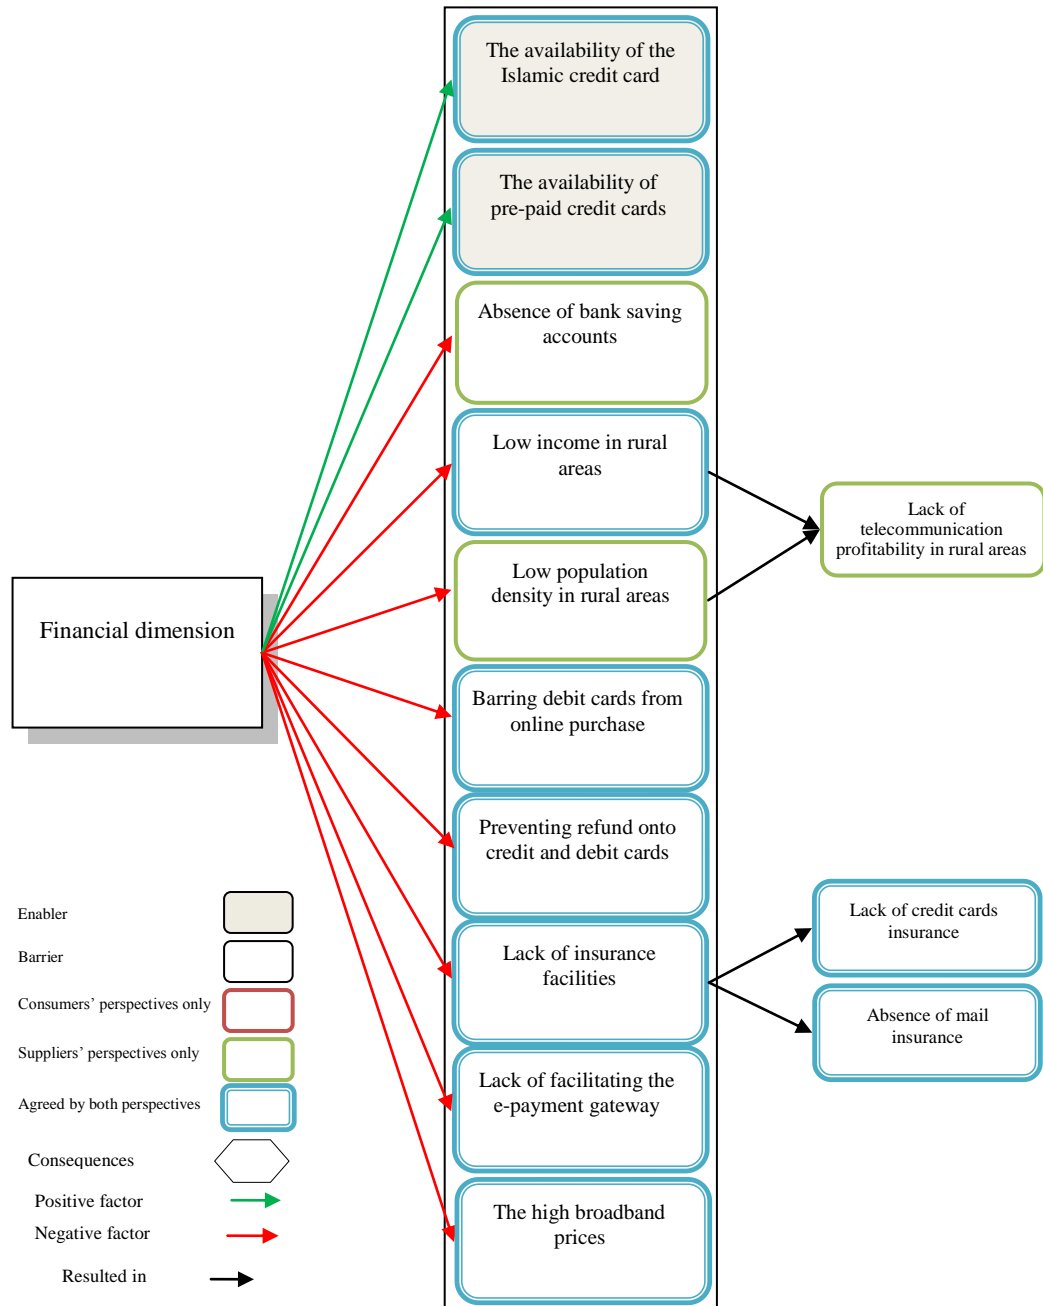 The availability of the
Islamic credit card
The availability of
pre-paid credit cards
Absence of bank saving
accounts
Low income in rural
areas
Lack of
telecommunication
profitability in rural areas
Low population
density in rural areas
Financial dimension
Barring debit cards from
online purchase
Preventing refund onto
credit and debit cards
Lack of insurance
facilities
Lack of credit cards
insurance
Absence of mail
insurance
Lack of facilitating the
e-payment gateway
The high broadband
prices
Enabler
Barrier
Consumers’ perspectives only
Suppliers’ perspectives only
Agreed by both perspectives
Consequences
Positive factor
Negative factor
Resulted in